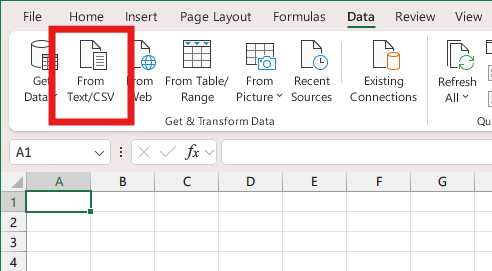 File Home Insert Page Layout Formulas Data Review View
Get Data
From Text/CSV
From Web
From Table/ Range
From Picture
Recent Sources
Existing Connections
Refresh All
Get & Transform Data
Qu
A1
fx
A B C D E F G
1
2
3
4